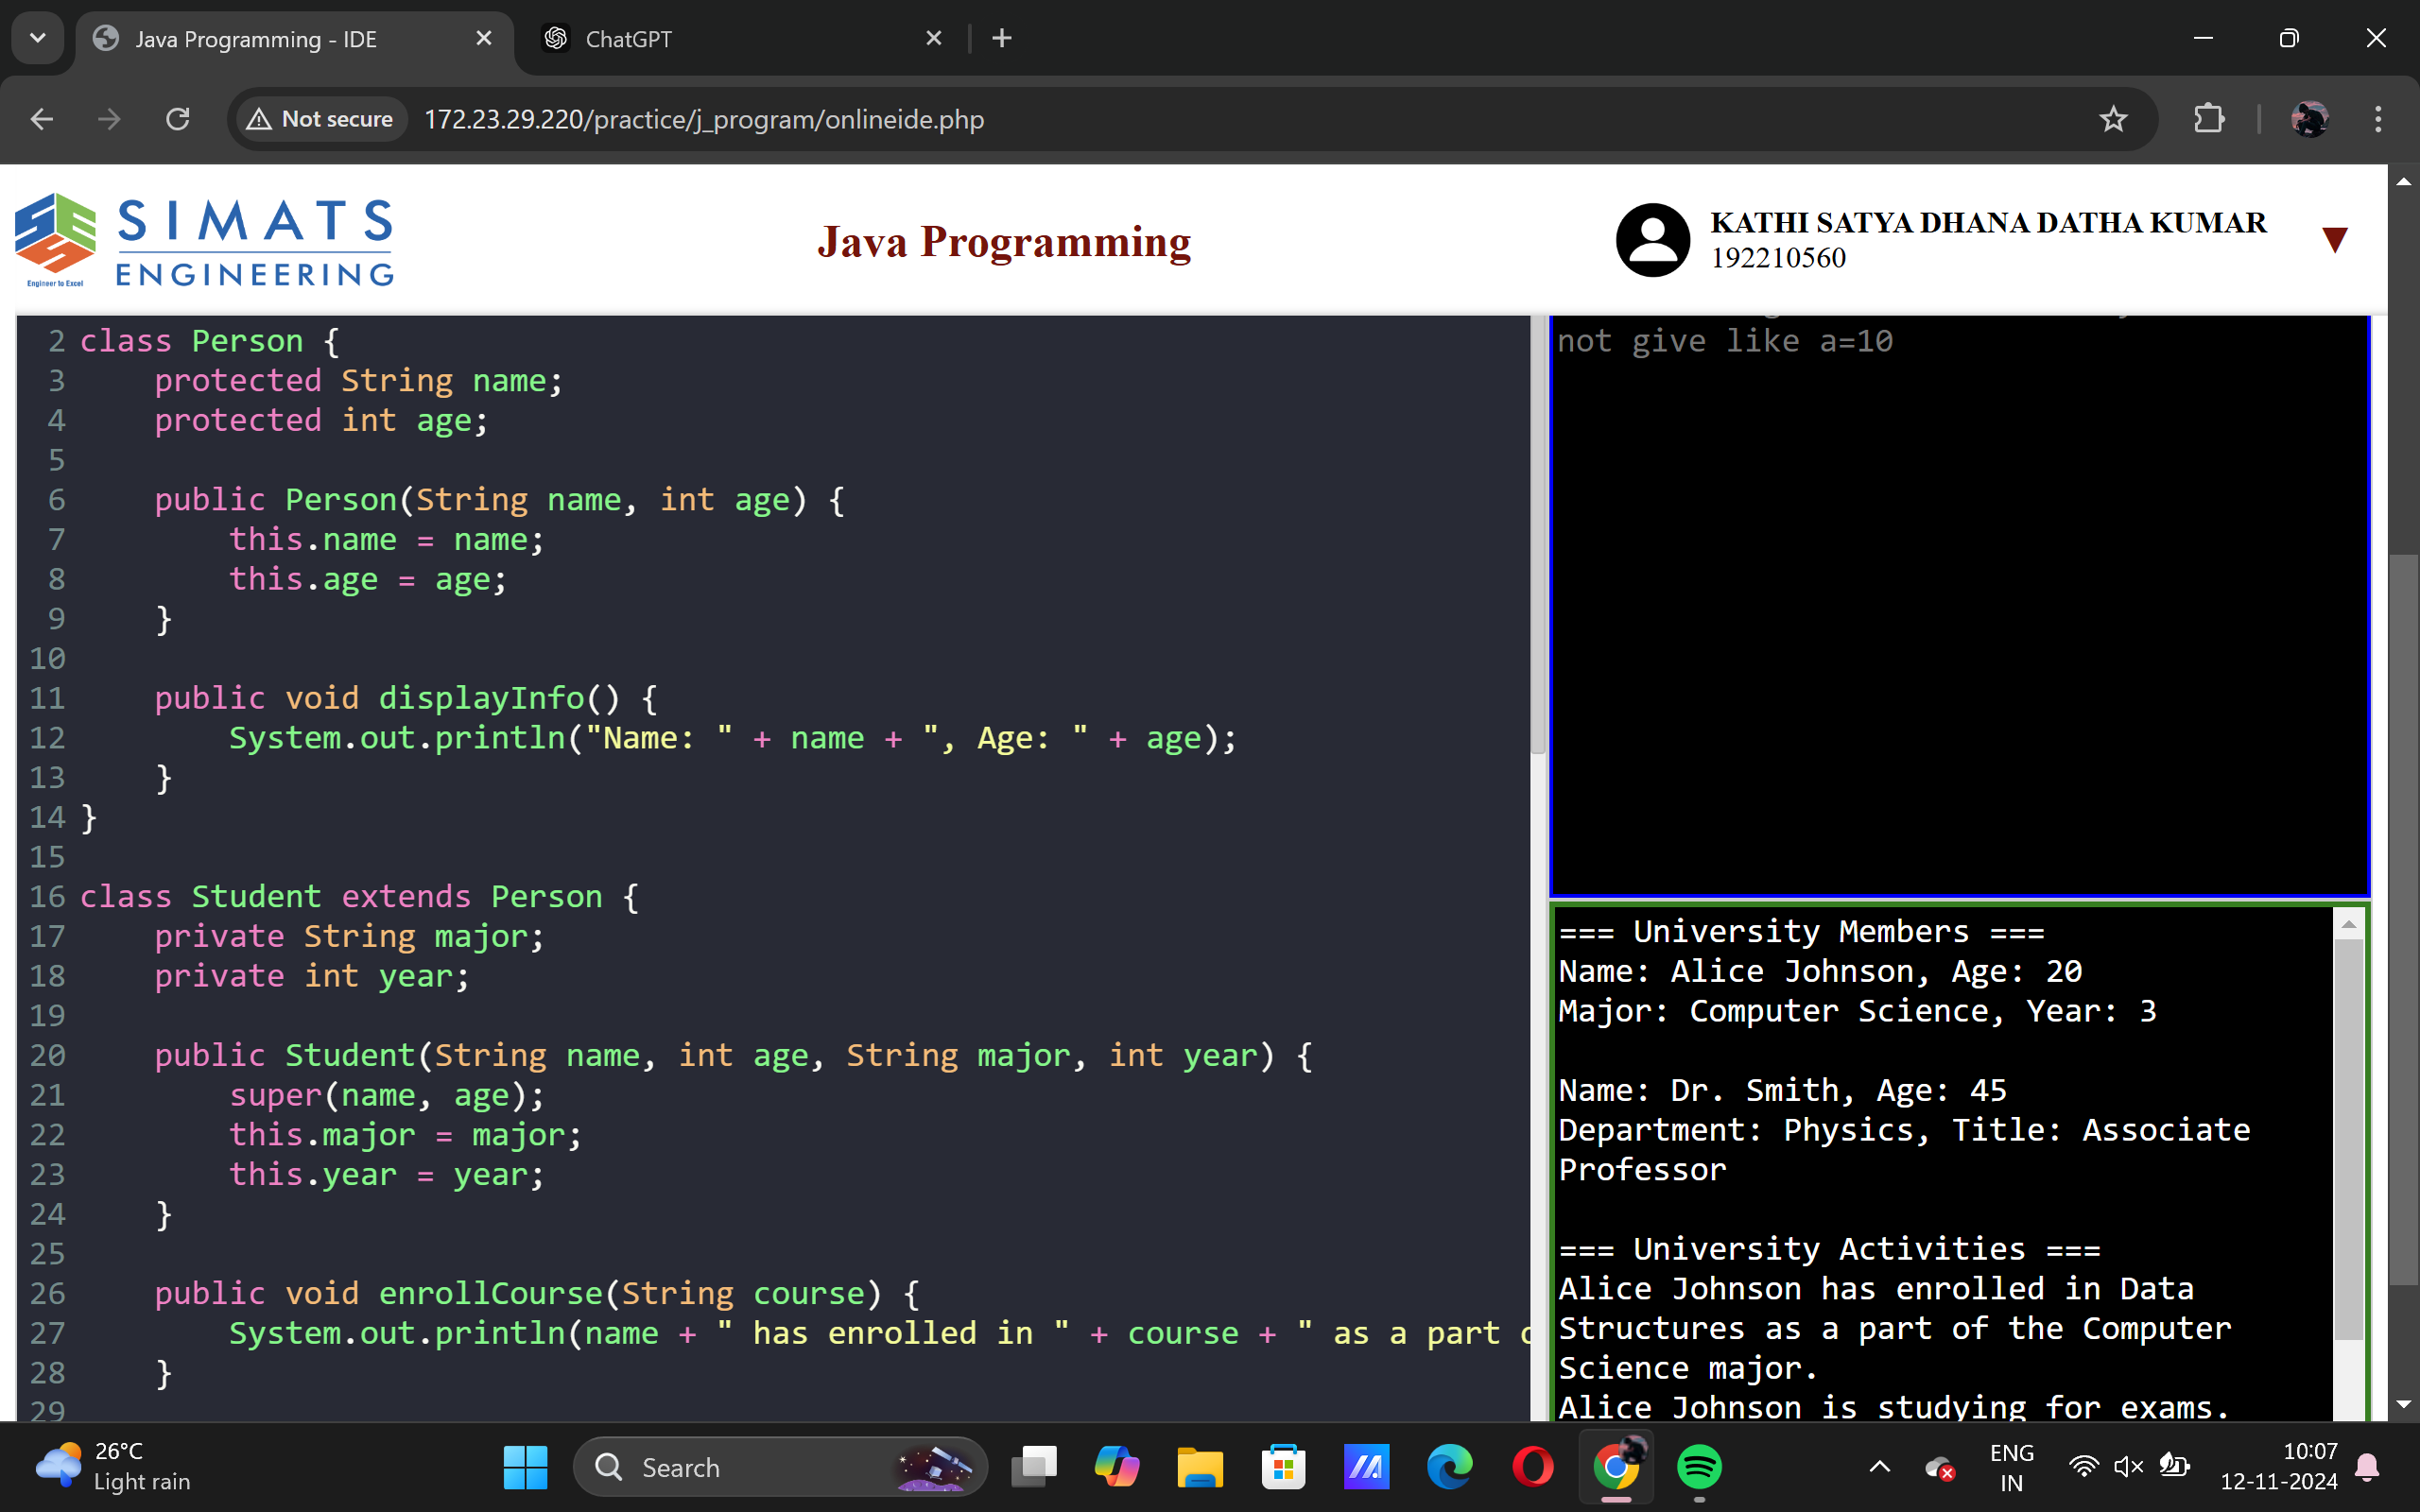 Java Programming - IDE
ChatGPT
Not secure
172.23.29.220/practice/j_program/onlineide.php
SIMATS
ENGINEERING
Engineer to Excel
Java Programming
KATHI SATYA DHANA DATHA KUMAR
192210560
2 class Person {
3     protected String name;
4     protected int age;
5
6     public Person(String name, int age) {
7         this.name = name;
8         this.age = age;
9     }
10
11     public void displayInfo() {
12         System.out.println("Name: " + name + ", Age: " + age);
13     }
14 }
15
16 class Student extends Person {
17     private String major;
18     private int year;
19
20     public Student(String name, int age, String major, int year) {
21         super(name, age);
22         this.major = major;
23         this.year = year;
24     }
25
26     public void enrollCourse(String course) {
27         System.out.println(name + " has enrolled in " + course + " as a part
28     }
29
not give like a=10
=== University Members ===
Name: Alice Johnson, Age: 20
Major: Computer Science, Year: 3
Name: Dr. Smith, Age: 45
Department: Physics, Title: Associate
Professor
=== University Activities ===
Alice Johnson has enrolled in Data
Structures as a part of the Computer
Science major.
Alice Johnson is studying for exams.
26°C
Light rain
Search
ENG
IN
10:07
12-11-2024